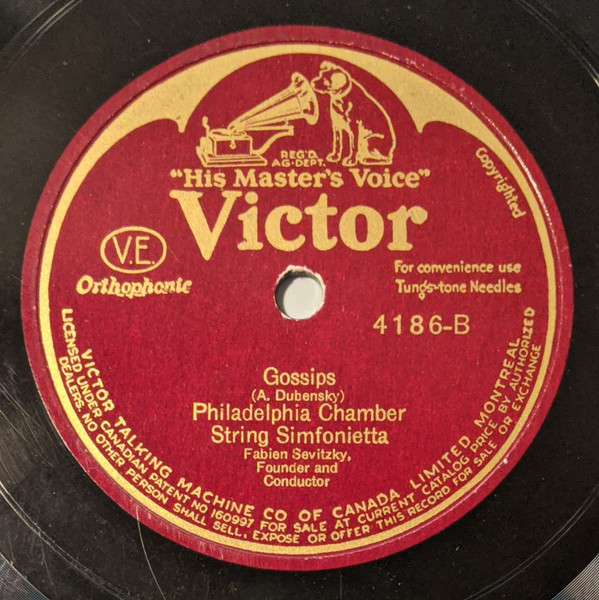 REG'D.
AG-DEPT.
"His Master's Voice"
Victor
Copyrighted
V.E.
Orthophonic
For convenience use
Tungs-tone Needles
4186-B
Gossips
(A. Dubensky)
Philadelphia Chamber
String Simfonietta
Fabien Sevitzky,
Founder and
Conductor
VICTOR TALKING MACHINE CO OF CANADA, LIMITED, MONTREAL
LICENSED UNDER CANADIAN PATENT NO 160997 FOR SALE AT CURRENT CATALOG PRICE BY AUTHORIZED
DEALERS. NO OTHER PERSON SHALL SELL, EXPOSE OR OFFER THIS RECORD FOR SALE OR EXCHANGE